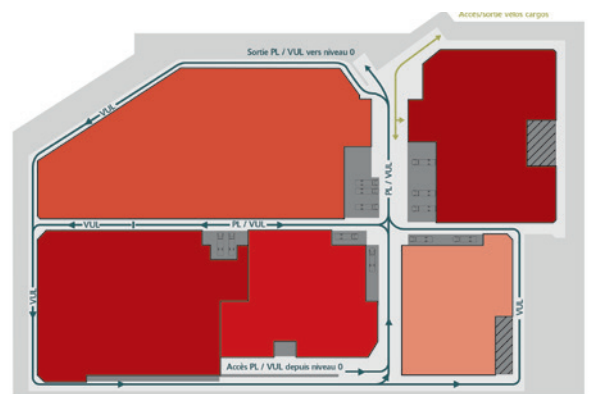 Accès/sortie vélos cargos
Sortie PL / VUL vers niveau 0
VUL
PL / VUL
VUL
PL / VUL
VUL
VUL
Accès PL / VUL depuis niveau 0